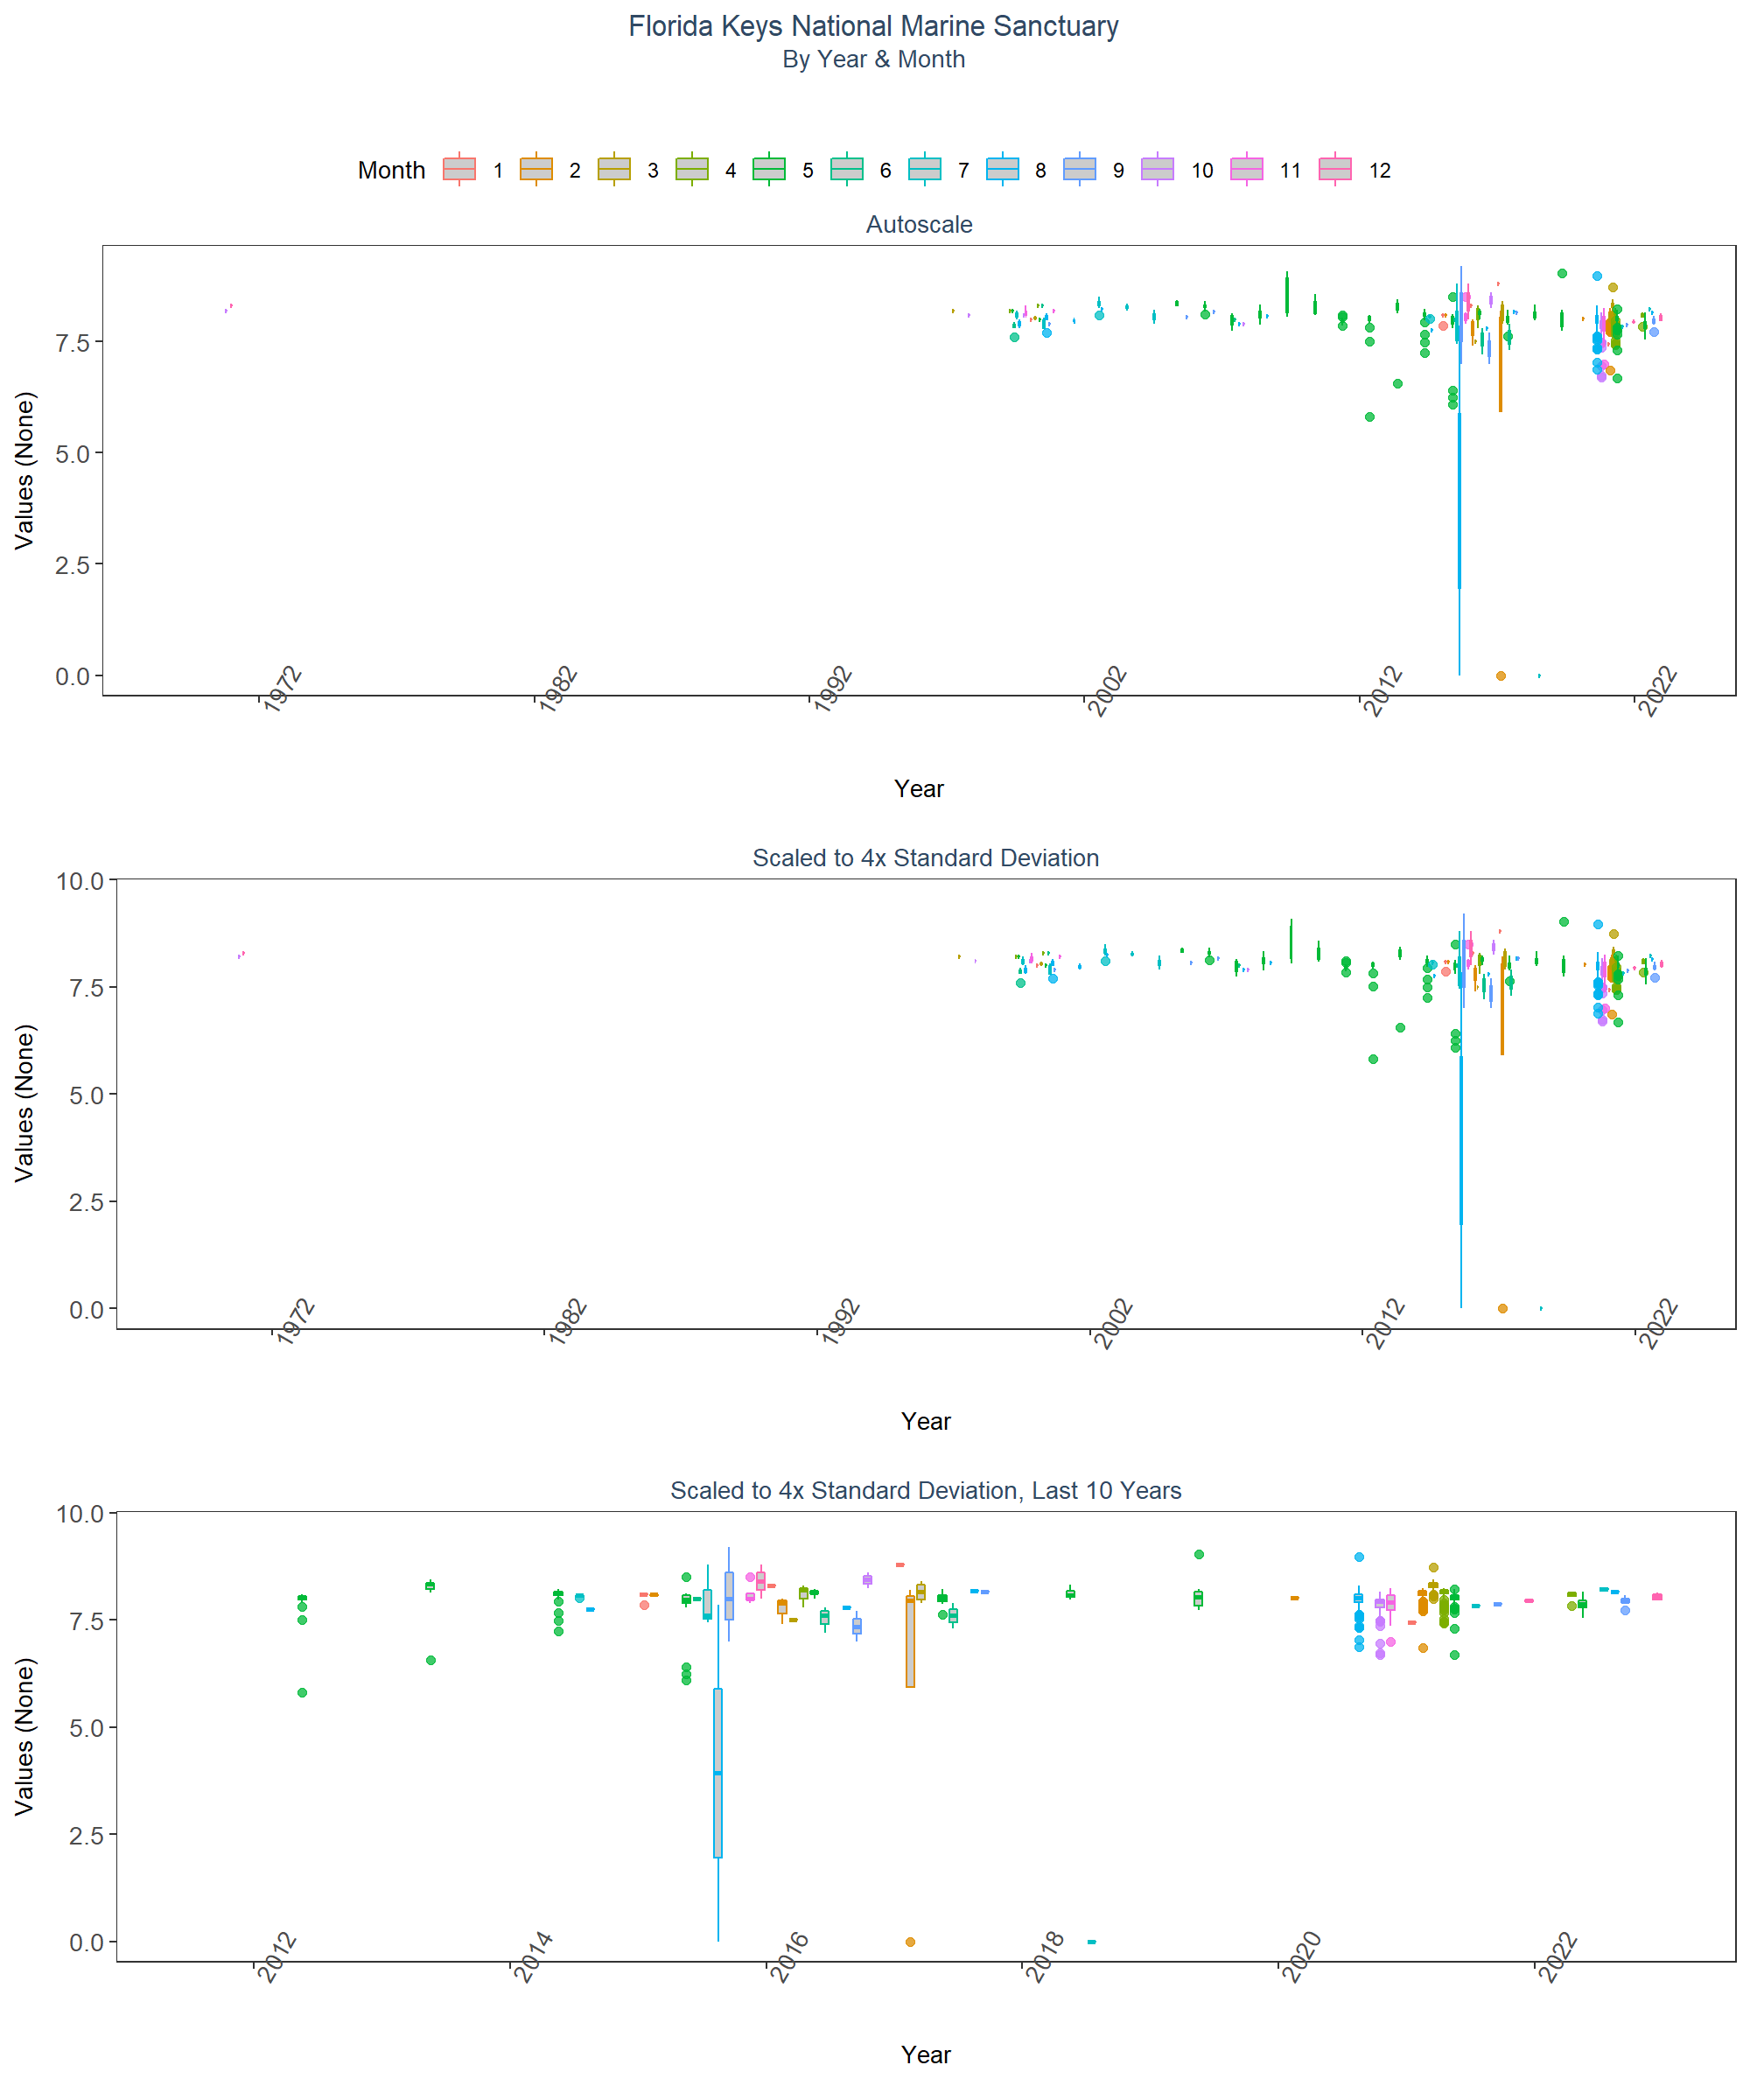 Florida Keys National Marine Sanctuary
By Year & Month
Month 1 2 3 4 5 6 7 8 9 10 11 12
Autoscale
Values (None)
7.5
5.0
2.5
0.0
1972 1982 1992 2002 2012 2022
Year
Scaled to 4x Standard Deviation
Values (None)
10.0
7.5
5.0
2.5
0.0
1972 1982 1992 2002 2012 2022
Year
Scaled to 4x Standard Deviation, Last 10 Years
Values (None)
10.0
7.5
5.0
2.5
0.0
2012 2014 2016 2018 2020 2022
Year